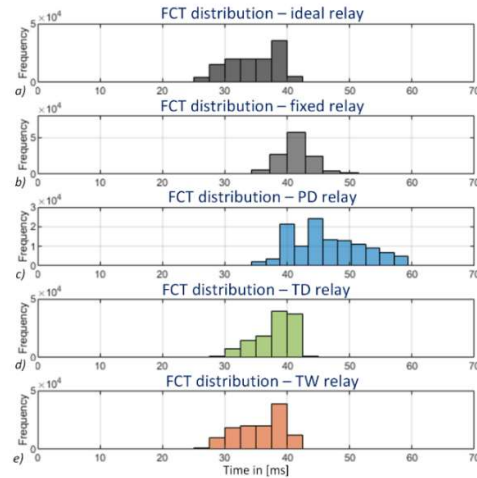 FCT distribution – ideal relay
×10⁴
Frequency
5
0
0 10 20 30 40 50 60 70
a)
FCT distribution – fixed relay
×10⁴
Frequency
5
0
0 10 20 30 40 50 60 70
b)
FCT distribution – PD relay
×10⁴
Frequency
3
2
1
0
0 10 20 30 40 50 60 70
c)
FCT distribution – TD relay
×10⁴
Frequency
5
0
0 10 20 30 40 50 60 70
d)
FCT distribution – TW relay
×10⁴
Frequency
5
0
0 10 20 30 40 50 60 70
e)
Time in [ms]